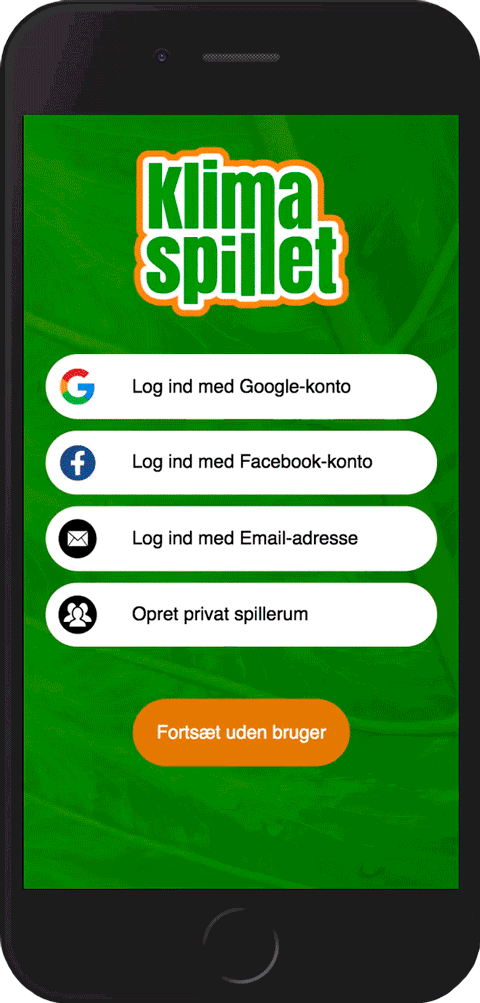 Klima
spillet
Log ind med Google-konto
Log ind med Facebook-konto
Log ind med Email-adresse
Opret privat spillerum
Fortsæt uden bruger